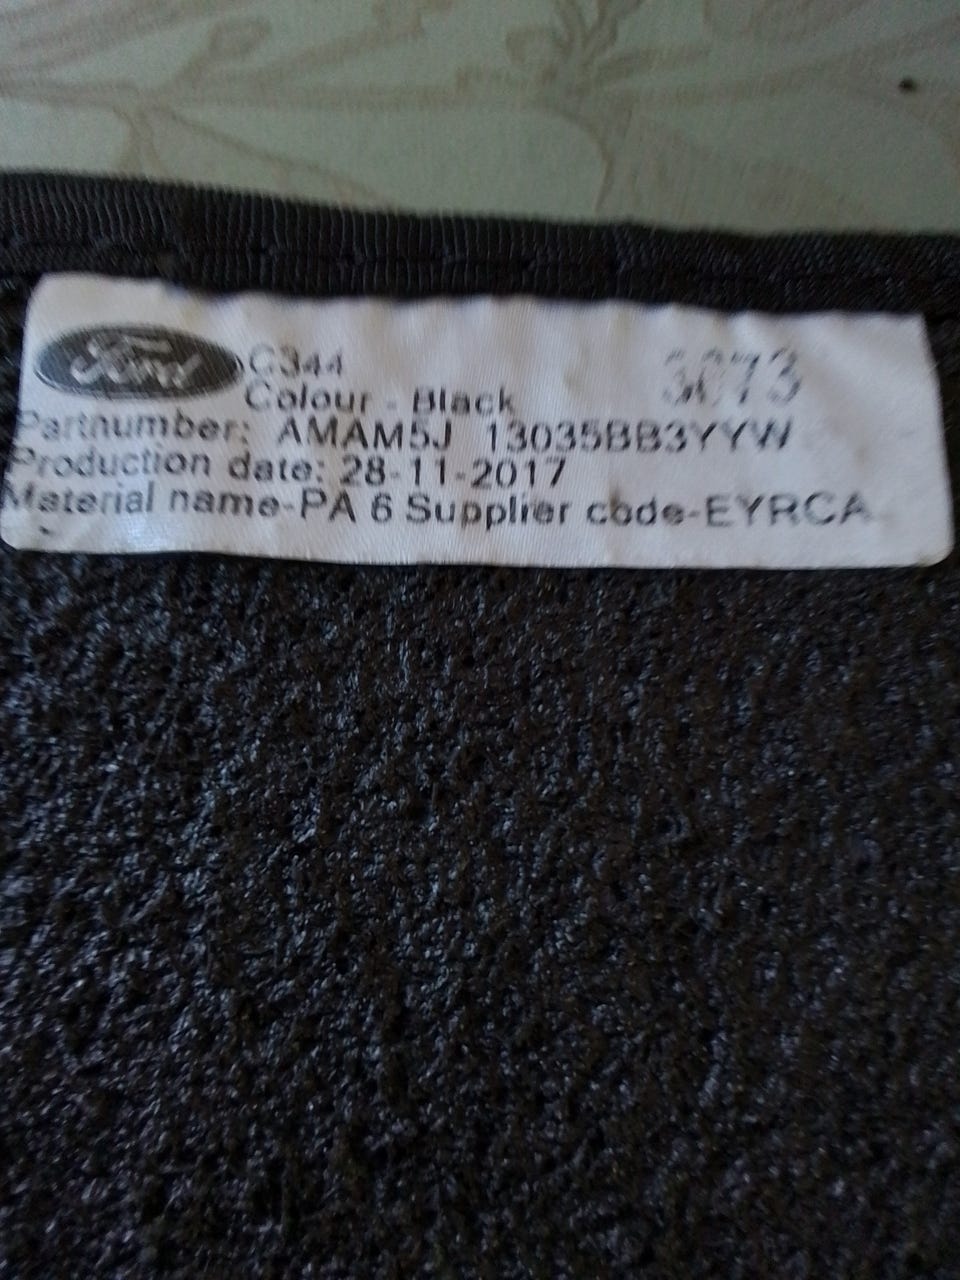 Ford C344
Colour - Black
Partnumber: AMAM5J 13035BB3YYW
Production date: 28-11-2017
Material name-PA 6 Supplier code-EYRCA